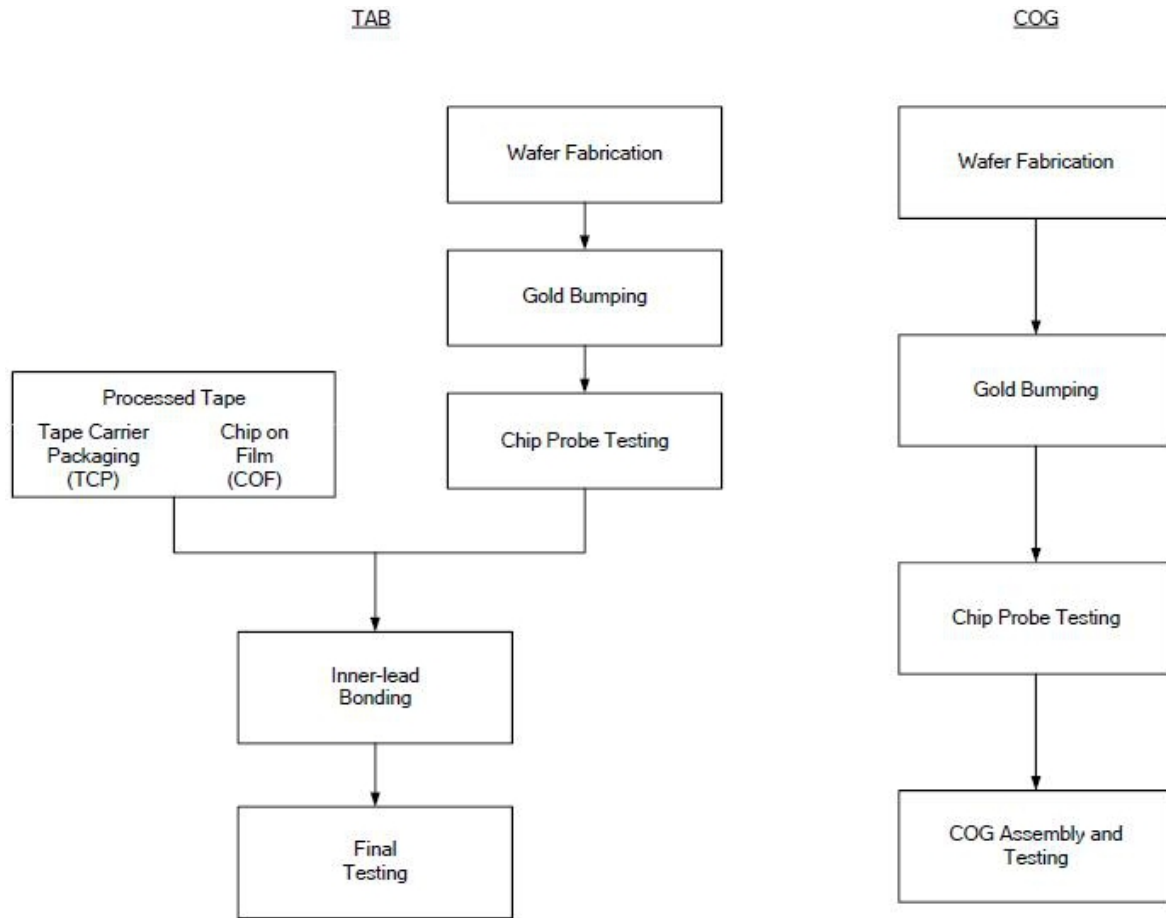 TAB
Wafer Fabrication
Gold Bumping
Chip Probe Testing
Processed Tape
Tape Carrier
Packaging
(TCP)
Chip on
Film
(COF)
Inner-lead
Bonding
Final
Testing
COG
Wafer Fabrication
Gold Bumping
Chip Probe Testing
COG Assembly and
Testing